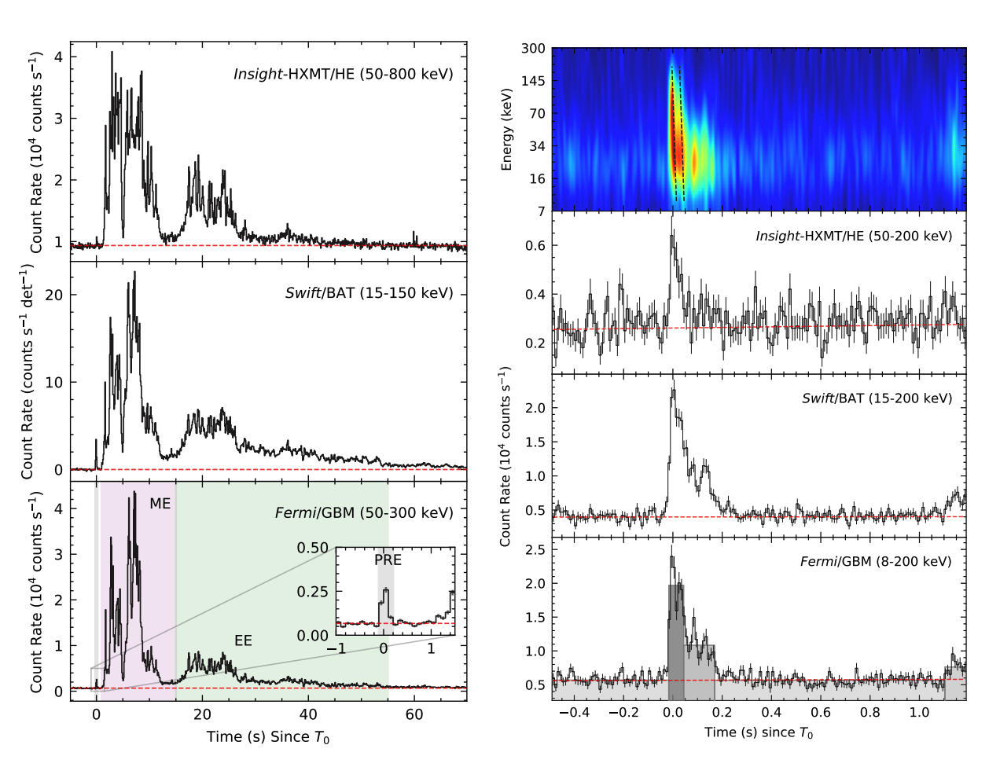 Insight-HXMT/HE (50-800 keV)
Count Rate (10⁴ counts s⁻¹)
4
3
2
1
Swift/BAT (15-150 keV)
Count Rate (counts s⁻¹ det⁻¹)
20
10
0
ME
Fermi/GBM (50-300 keV)
Count Rate (10⁴ counts s⁻¹)
4
3
2
1
0
EE
PRE
0.50
0.25
0.00
−1 0 1
0 20 40 60
Time (s) Since T₀
Energy (keV)
300
145
70
34
16
7
Insight-HXMT/HE (50-200 keV)
0.6
0.4
0.2
Count Rate (10⁴ counts s⁻¹)
Swift/BAT (15-200 keV)
2.0
1.5
1.0
0.5
Fermi/GBM (8-200 keV)
2.5
2.0
1.5
1.0
0.5
−0.4 −0.2 0.0 0.2 0.4 0.6 0.8 1.0
Time (s) since T₀